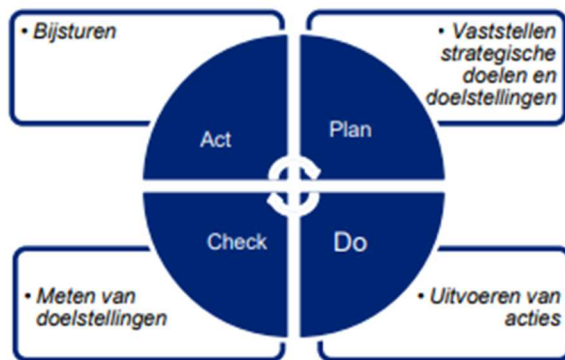 • Bijsturen
• Vaststellen
strategische
doelen en
doelstellingen
Act
Plan
Check
Do
• Meten van
doelstellingen
• Uitvoeren van
acties